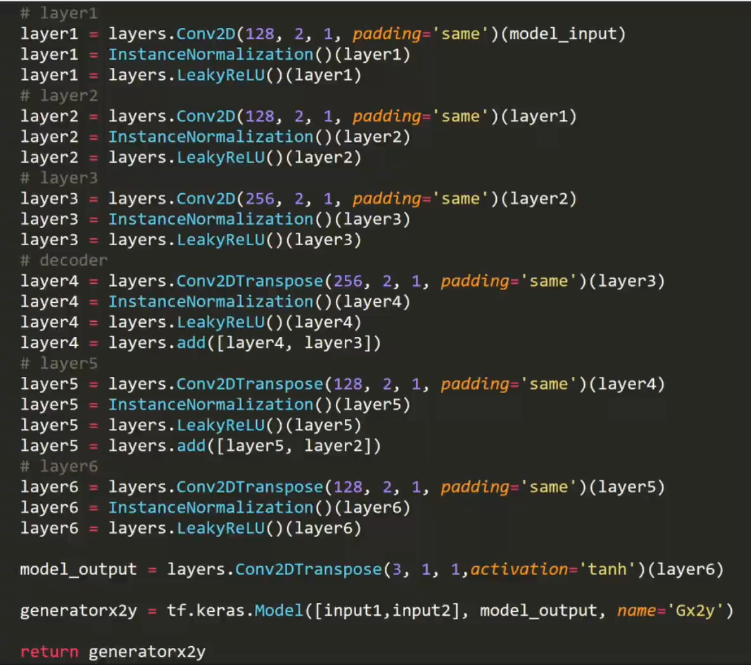 # layer1
layer1 = layers.Conv2D(128, 2, 1, padding='same')(model_input)
layer1 = InstanceNormalization()(layer1)
layer1 = layers.LeakyReLU()(layer1)
# layer2
layer2 = layers.Conv2D(128, 2, 1, padding='same')(layer1)
layer2 = InstanceNormalization()(layer2)
layer2 = layers.LeakyReLU()(layer2)
# layer3
layer3 = layers.Conv2D(256, 2, 1, padding='same')(layer2)
layer3 = InstanceNormalization()(layer3)
layer3 = layers.LeakyReLU()(layer3)
# decoder
layer4 = layers.Conv2DTranspose(256, 2, 1, padding='same')(layer3)
layer4 = InstanceNormalization()(layer4)
layer4 = layers.LeakyReLU()(layer4)
layer4 = layers.add([layer4, layer3])
# layer5
layer5 = layers.Conv2DTranspose(128, 2, 1, padding='same')(layer4)
layer5 = InstanceNormalization()(layer5)
layer5 = layers.LeakyReLU()(layer5)
layer5 = layers.add([layer5, layer2])
# layer6
layer6 = layers.Conv2DTranspose(128, 2, 1, padding='same')(layer5)
layer6 = InstanceNormalization()(layer6)
layer6 = layers.LeakyReLU()(layer6)
model_output = layers.Conv2DTranspose(3, 1, 1,activation='tanh')(layer6)
generatorx2y = tf.keras.Model([input1,input2], model_output, name='Gx2y')
return generatorx2y